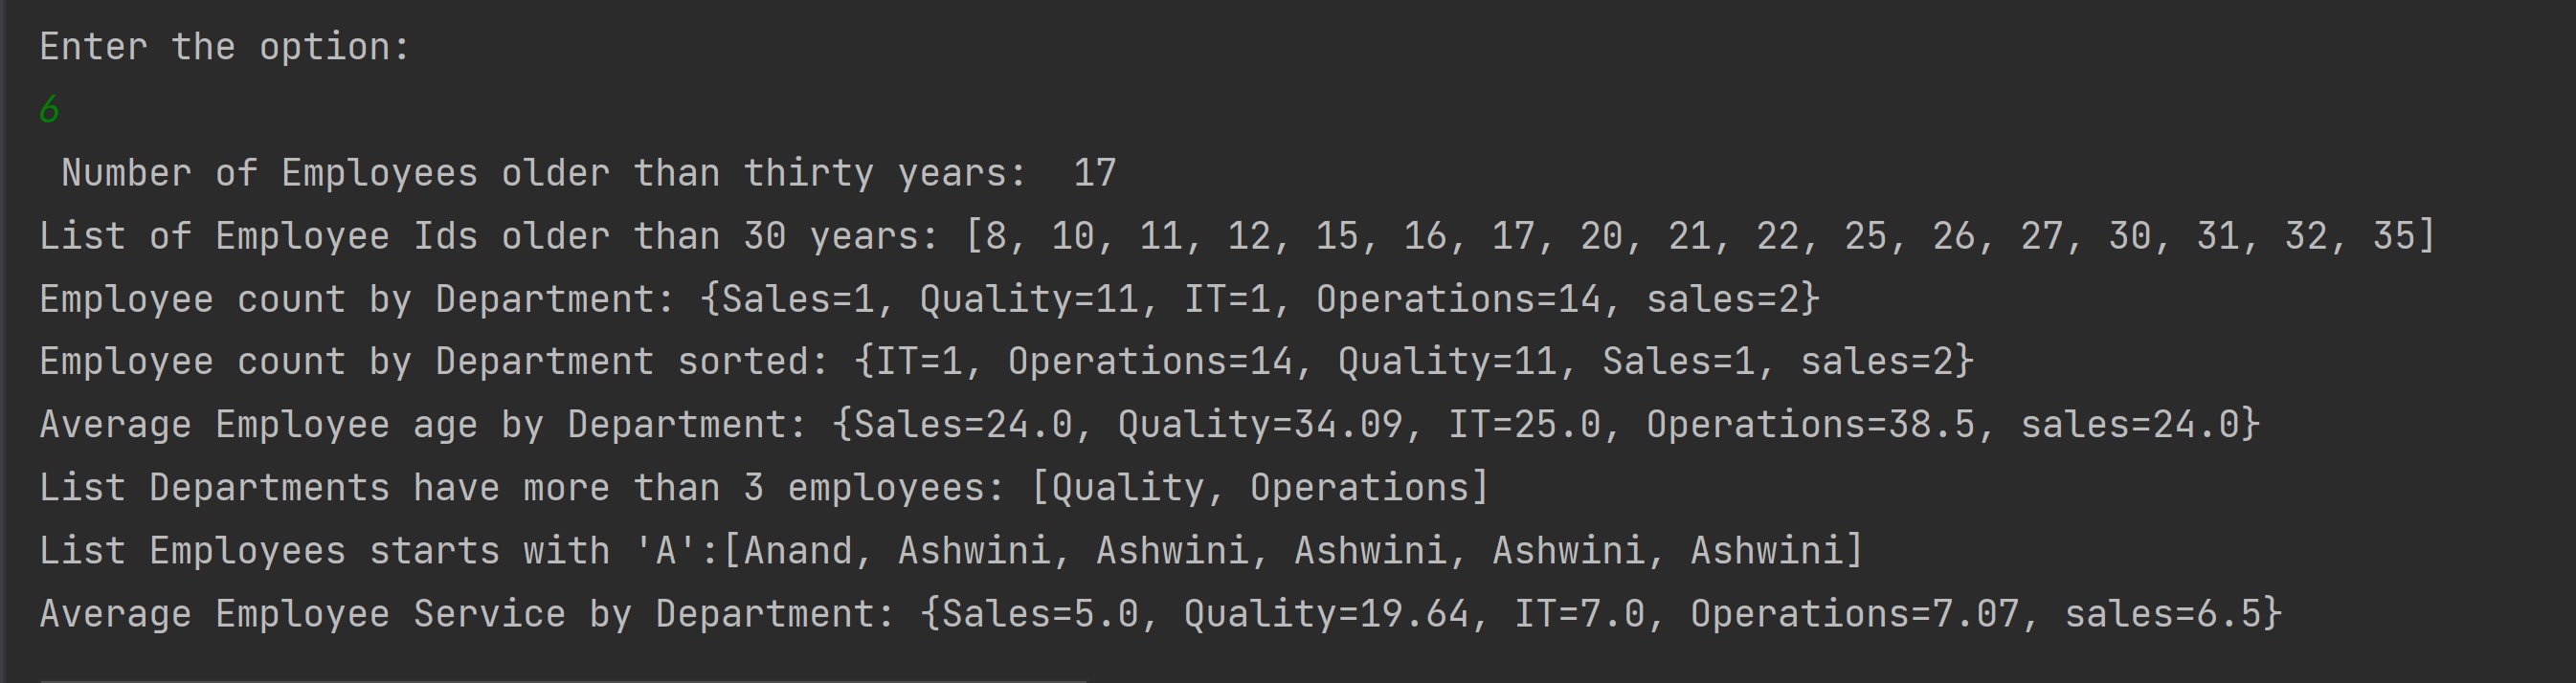 Enter the option:
6
Number of Employees older than thirty years:  17
List of Employee Ids older than 30 years: [8, 10, 11, 12, 15, 16, 17, 20, 21, 22, 25, 26, 27, 30, 31, 32, 35]
Employee count by Department: {Sales=1, Quality=11, IT=1, Operations=14, sales=2}
Employee count by Department sorted: {IT=1, Operations=14, Quality=11, Sales=1, sales=2}
Average Employee age by Department: {Sales=24.0, Quality=34.09, IT=25.0, Operations=38.5, sales=24.0}
List Departments have more than 3 employees: [Quality, Operations]
List Employees starts with 'A':[Anand, Ashwini, Ashwini, Ashwini, Ashwini, Ashwini]
Average Employee Service by Department: {Sales=5.0, Quality=19.64, IT=7.0, Operations=7.07, sales=6.5}